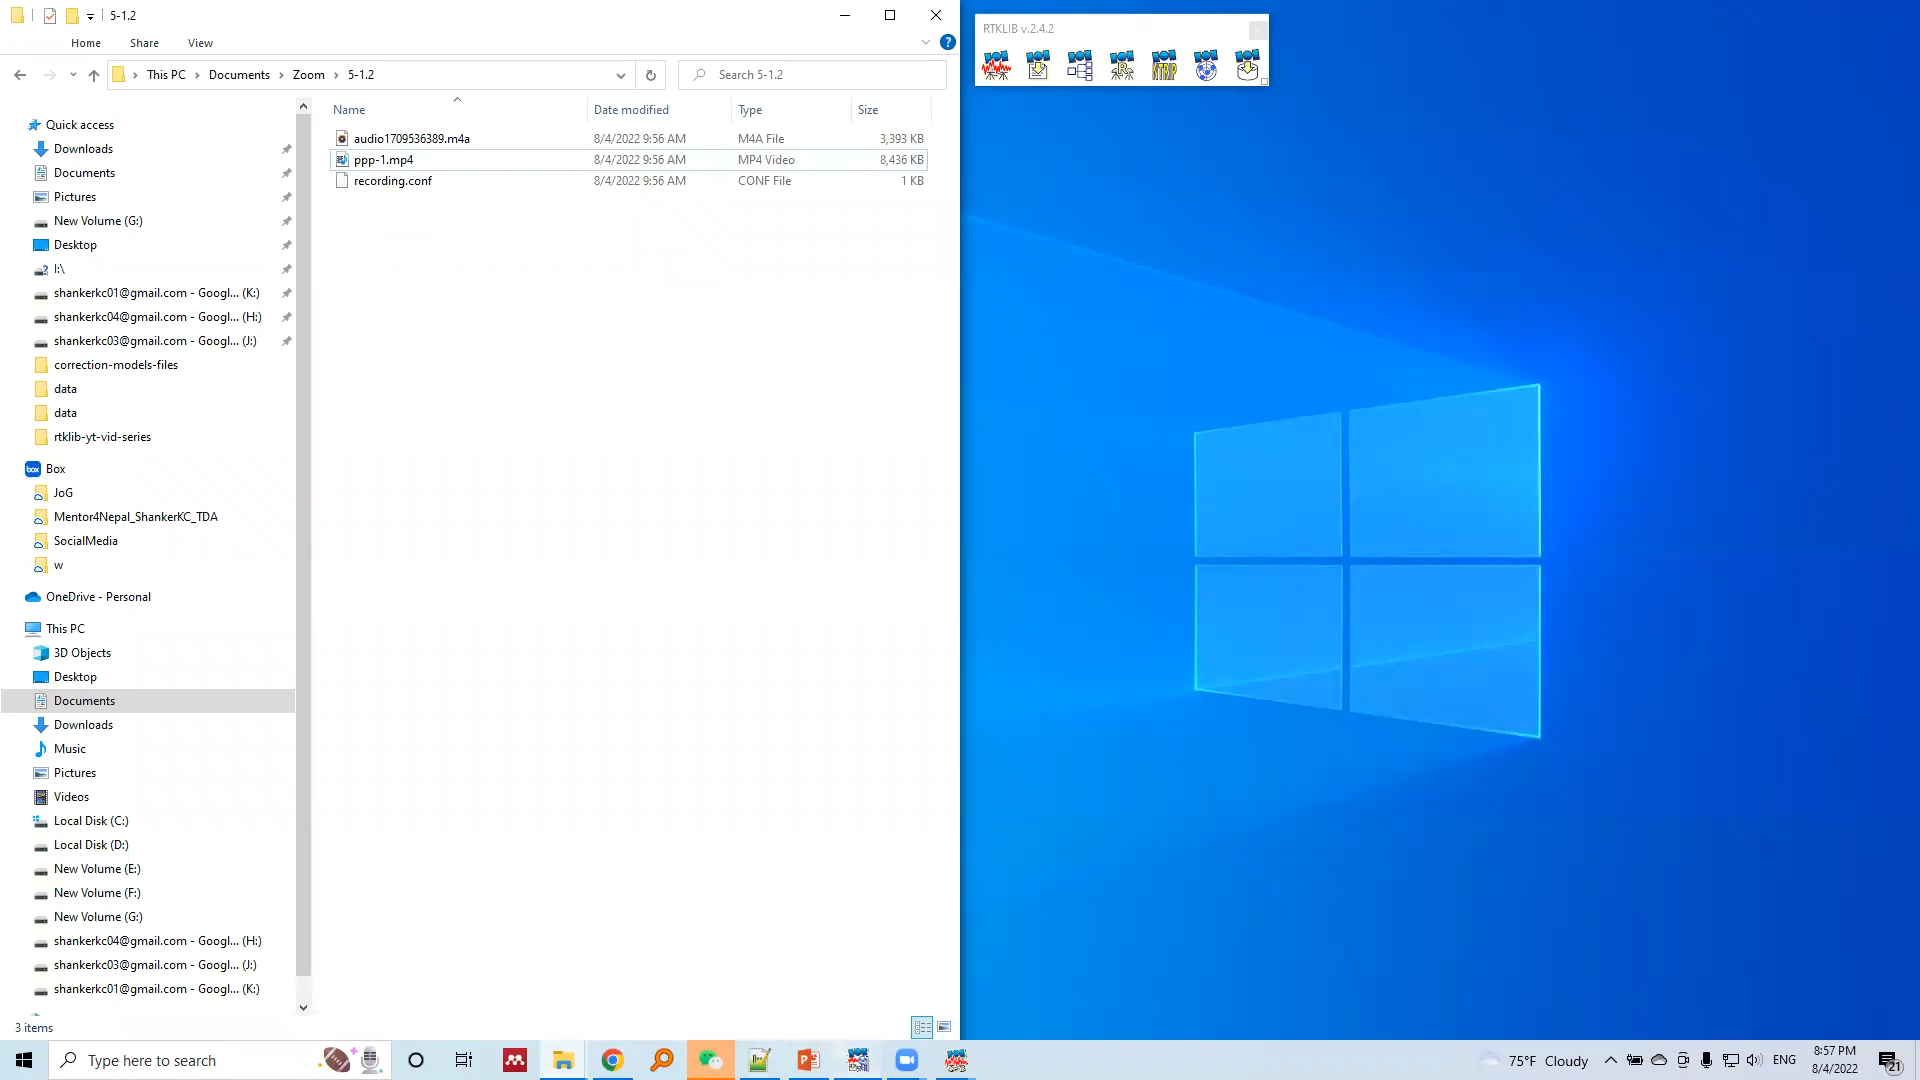 5-1.2
Home
Share
View
This PC
Documents
Zoom
5-1.2
Search 5-1.2
Name
Date modified
Type
Size
audio1709536389.m4a
8/4/2022 9:56 AM
M4A File
3,393 KB
ppp-1.mp4
8/4/2022 9:56 AM
MP4 Video
8,436 KB
recording.conf
8/4/2022 9:56 AM
CONF File
1 KB
Quick access
Downloads
Documents
Pictures
New Volume (G:)
Desktop
I:\
shankerkc01@gmail.com - Googl... (K:)
shankerkc04@gmail.com - Googl... (H:)
shankerkc03@gmail.com - Googl... (J:)
correction-models-files
data
data
rtklib-yt-vid-series
box
Box
JoG
Mentor4Nepal_ShankerKC_TDA
SocialMedia
w
OneDrive - Personal
This PC
3D Objects
Desktop
Documents
Downloads
Music
Pictures
Videos
Local Disk (C:)
Local Disk (D:)
New Volume (E:)
New Volume (F:)
New Volume (G:)
shankerkc04@gmail.com - Googl... (H:)
shankerkc03@gmail.com - Googl... (J:)
shankerkc01@gmail.com - Googl... (K:)
3 items
RTKLIB v.2.4.2
R
NTRIP
Type here to search
75°F Cloudy
ENG
8:57 PM
8/4/2022
21